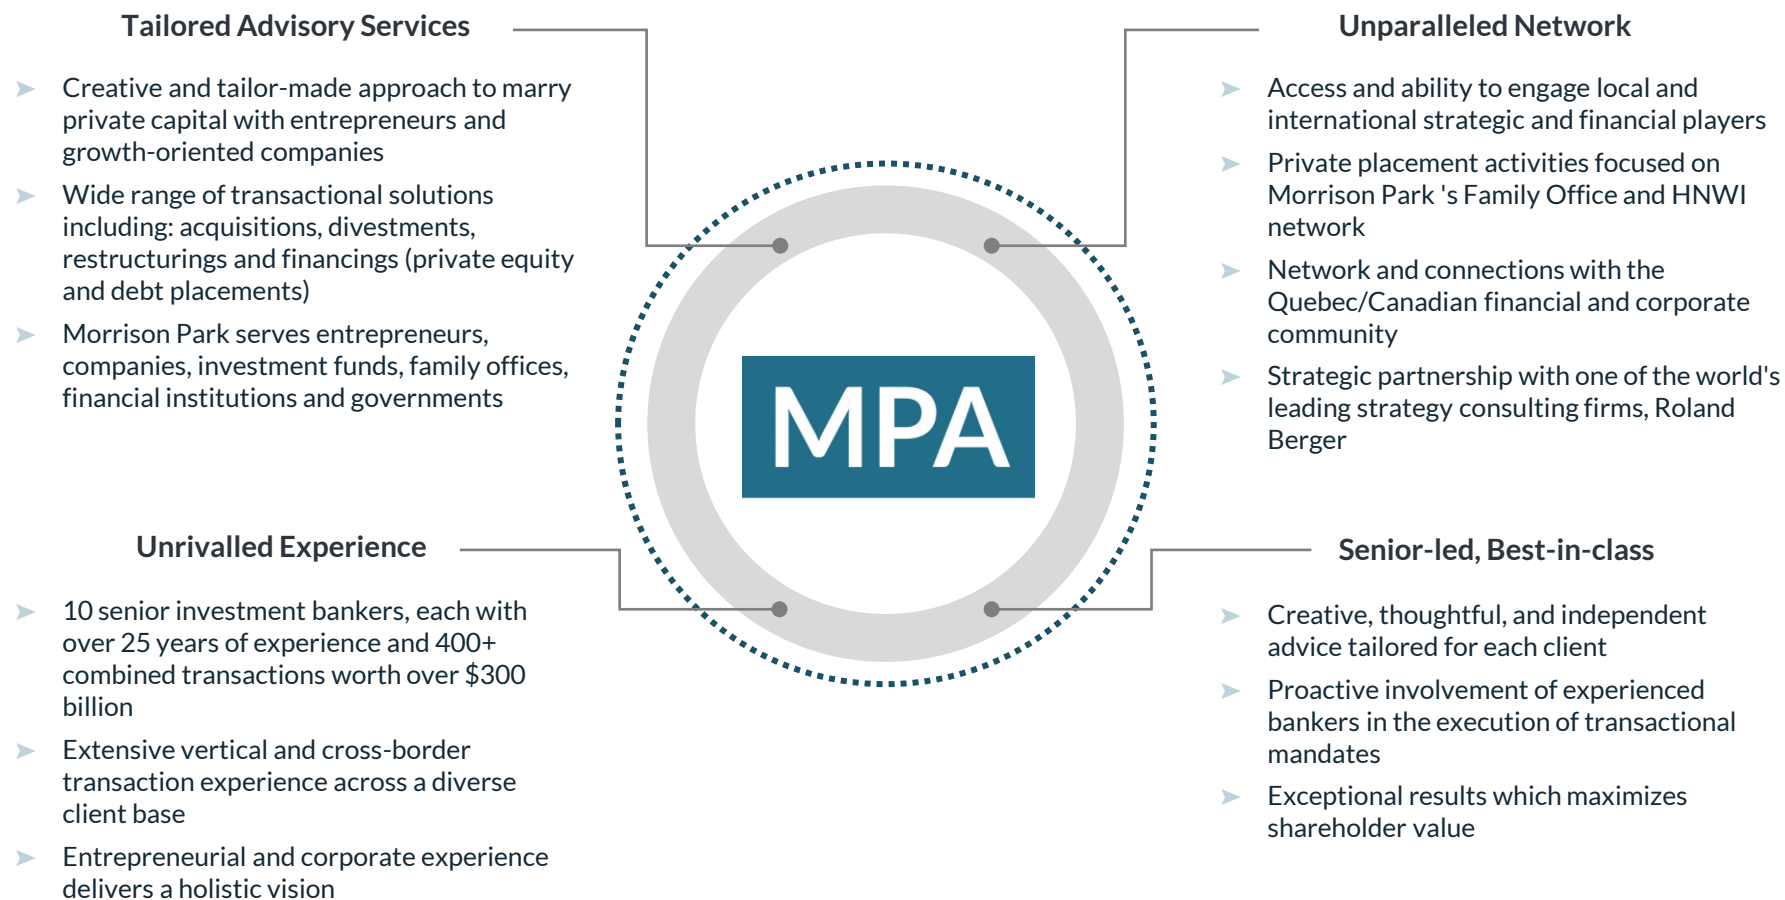 Tailored Advisory Services
Creative and tailor-made approach to marry
private capital with entrepreneurs and
growth-oriented companies
Wide range of transactional solutions
including: acquisitions, divestments,
restructurings and financings (private equity
and debt placements)
Morrison Park serves entrepreneurs,
companies, investment funds, family offices,
financial institutions and governments
Unparalleled Network
Access and ability to engage local and
international strategic and financial players
Private placement activities focused on
Morrison Park 's Family Office and HNWI
network
Network and connections with the
Quebec/Canadian financial and corporate
community
Strategic partnership with one of the world's
leading strategy consulting firms, Roland
Berger
MPA
Unrivalled Experience
10 senior investment bankers, each with
over 25 years of experience and 400+
combined transactions worth over $300
billion
Extensive vertical and cross-border
transaction experience across a diverse
client base
Entrepreneurial and corporate experience
delivers a holistic vision
Senior-led, Best-in-class
Creative, thoughtful, and independent
advice tailored for each client
Proactive involvement of experienced
bankers in the execution of transactional
mandates
Exceptional results which maximizes
shareholder value